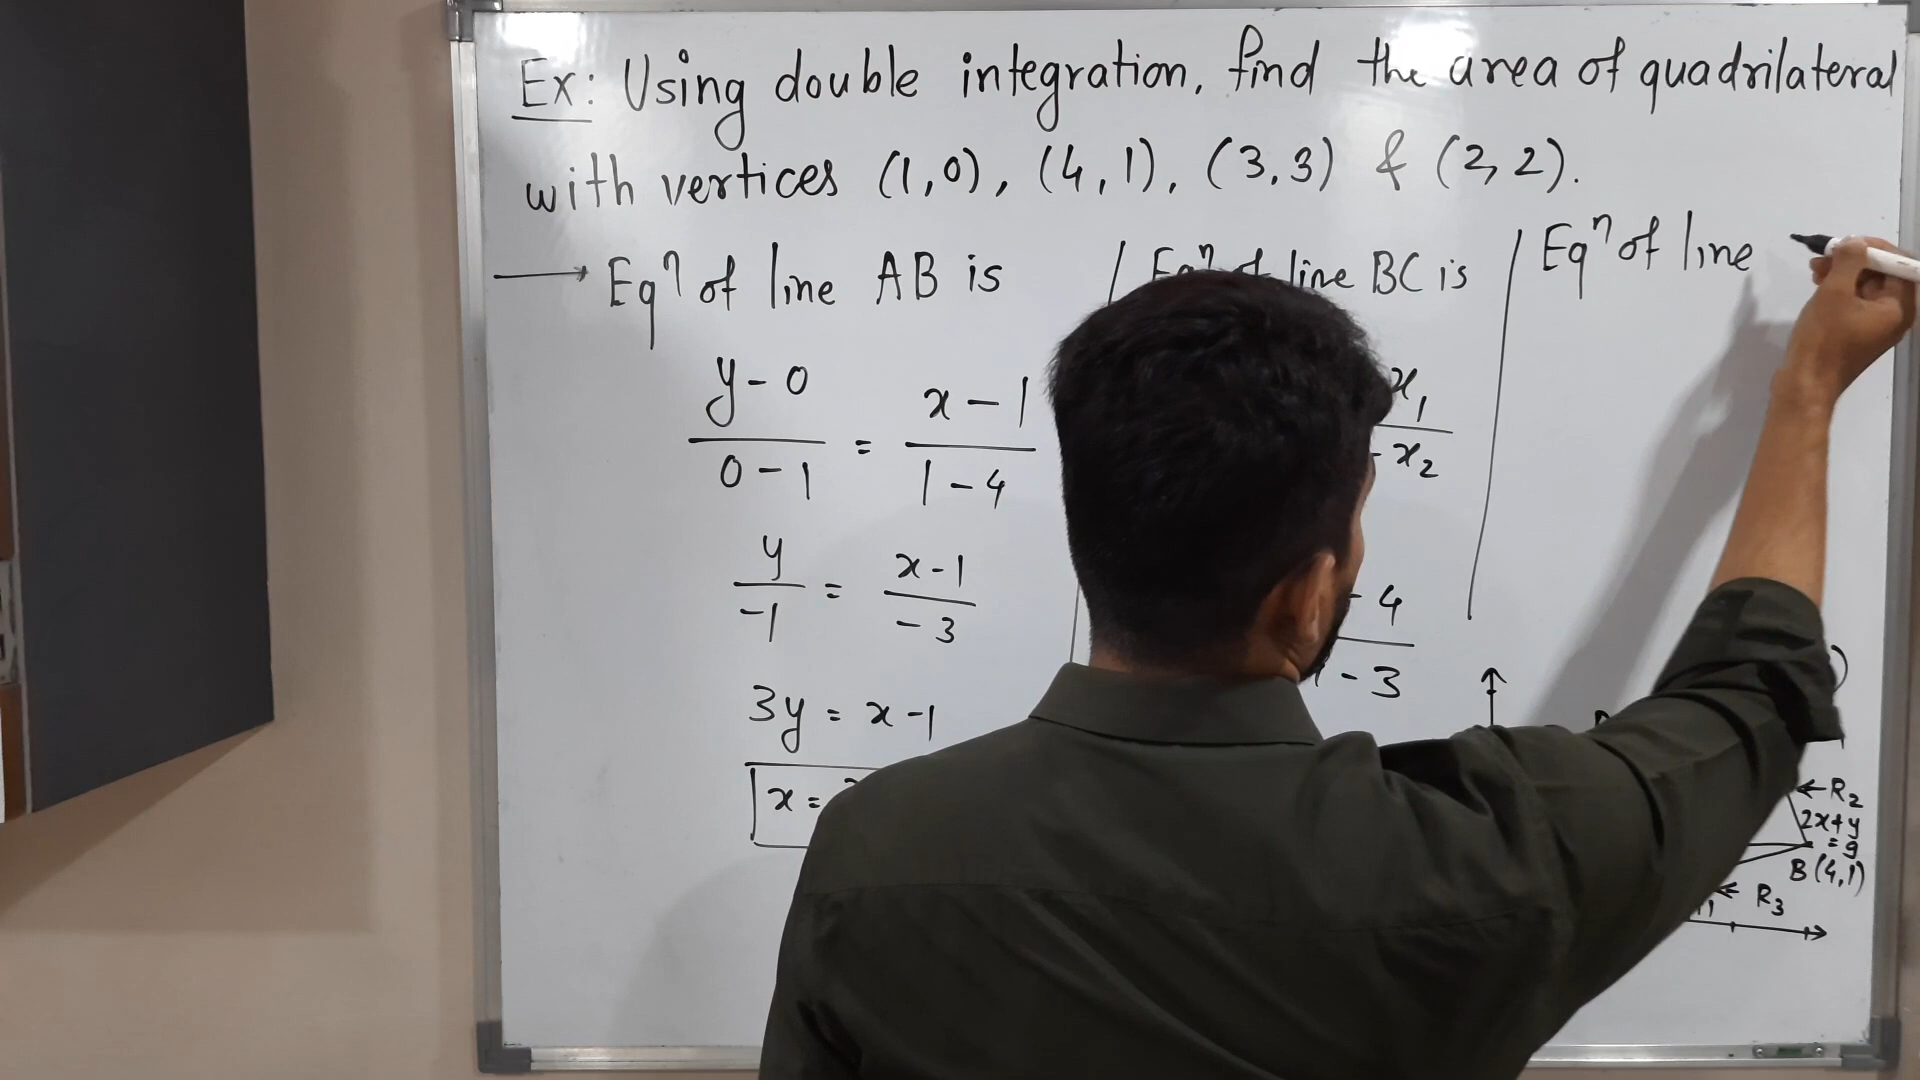 Ex: Using double integration, find the area of quadrilateral
with vertices (1,0), (4,1), (3,3) & (2,2).
→ Eqⁿ of line AB is
y-0 / 0-1 = x-1 / 1-4
y / -1 = x-1 / -3
3y = x-1
x =
Eqⁿ of line BC is
x₁
-x₂
-4
-3
Eqⁿ of line
← R₂
2x+y
=9
B(4,1)
← R₃